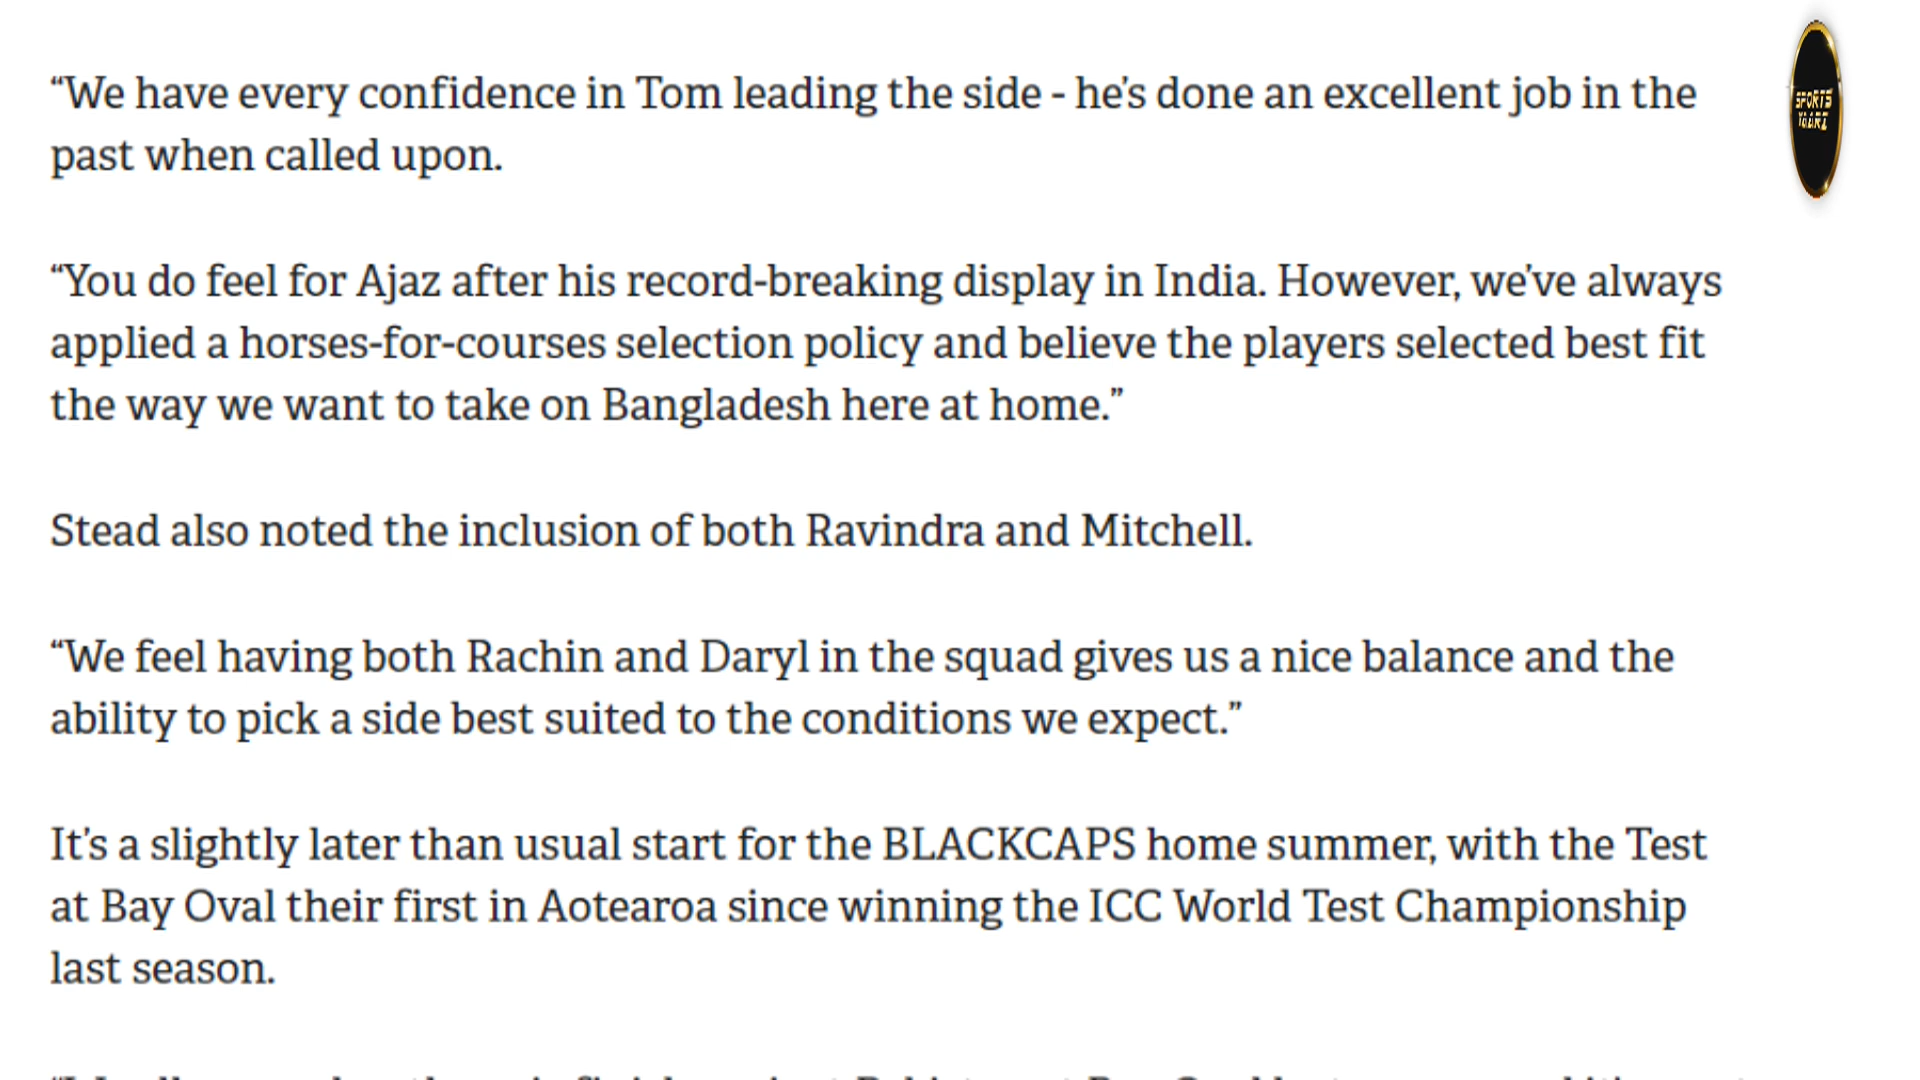 “We have every confidence in Tom leading the side - he’s done an excellent job in the
past when called upon.
“You do feel for Ajaz after his record-breaking display in India. However, we’ve always
applied a horses-for-courses selection policy and believe the players selected best fit
the way we want to take on Bangladesh here at home.”
Stead also noted the inclusion of both Ravindra and Mitchell.
“We feel having both Rachin and Daryl in the squad gives us a nice balance and the
ability to pick a side best suited to the conditions we expect.”
It’s a slightly later than usual start for the BLACKCAPS home summer, with the Test
at Bay Oval their first in Aotearoa since winning the ICC World Test Championship
last season.
SPORTS
YAARI